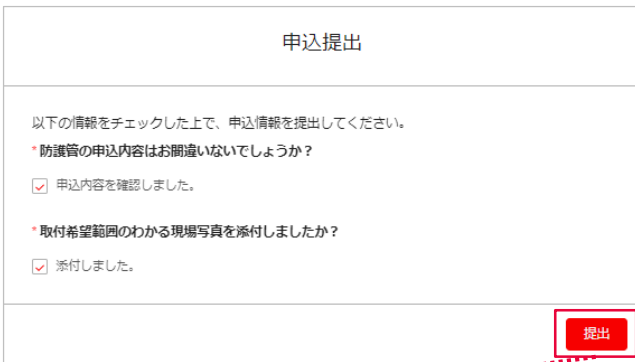 申込提出
以下の情報をチェックした上で、申込情報を提出してください。
*防護管の申込内容はお間違いないでしょうか？
申込内容を確認しました。
*取付希望範囲のわかる現場写真を添付しましたか？
添付しました。
提出